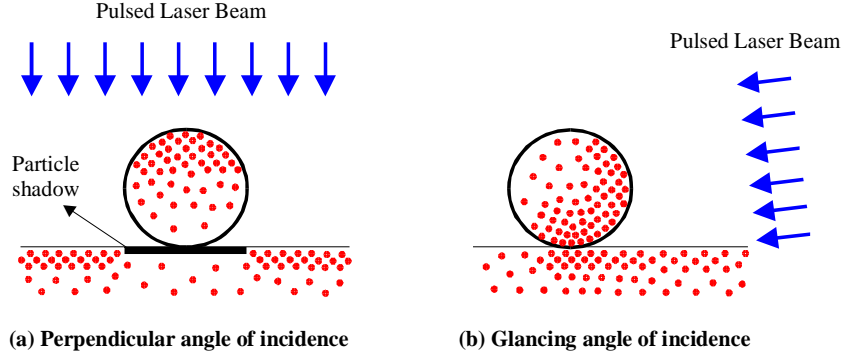 Pulsed Laser Beam
Pulsed Laser Beam
Particle
shadow
(a) Perpendicular angle of incidence
(b) Glancing angle of incidence